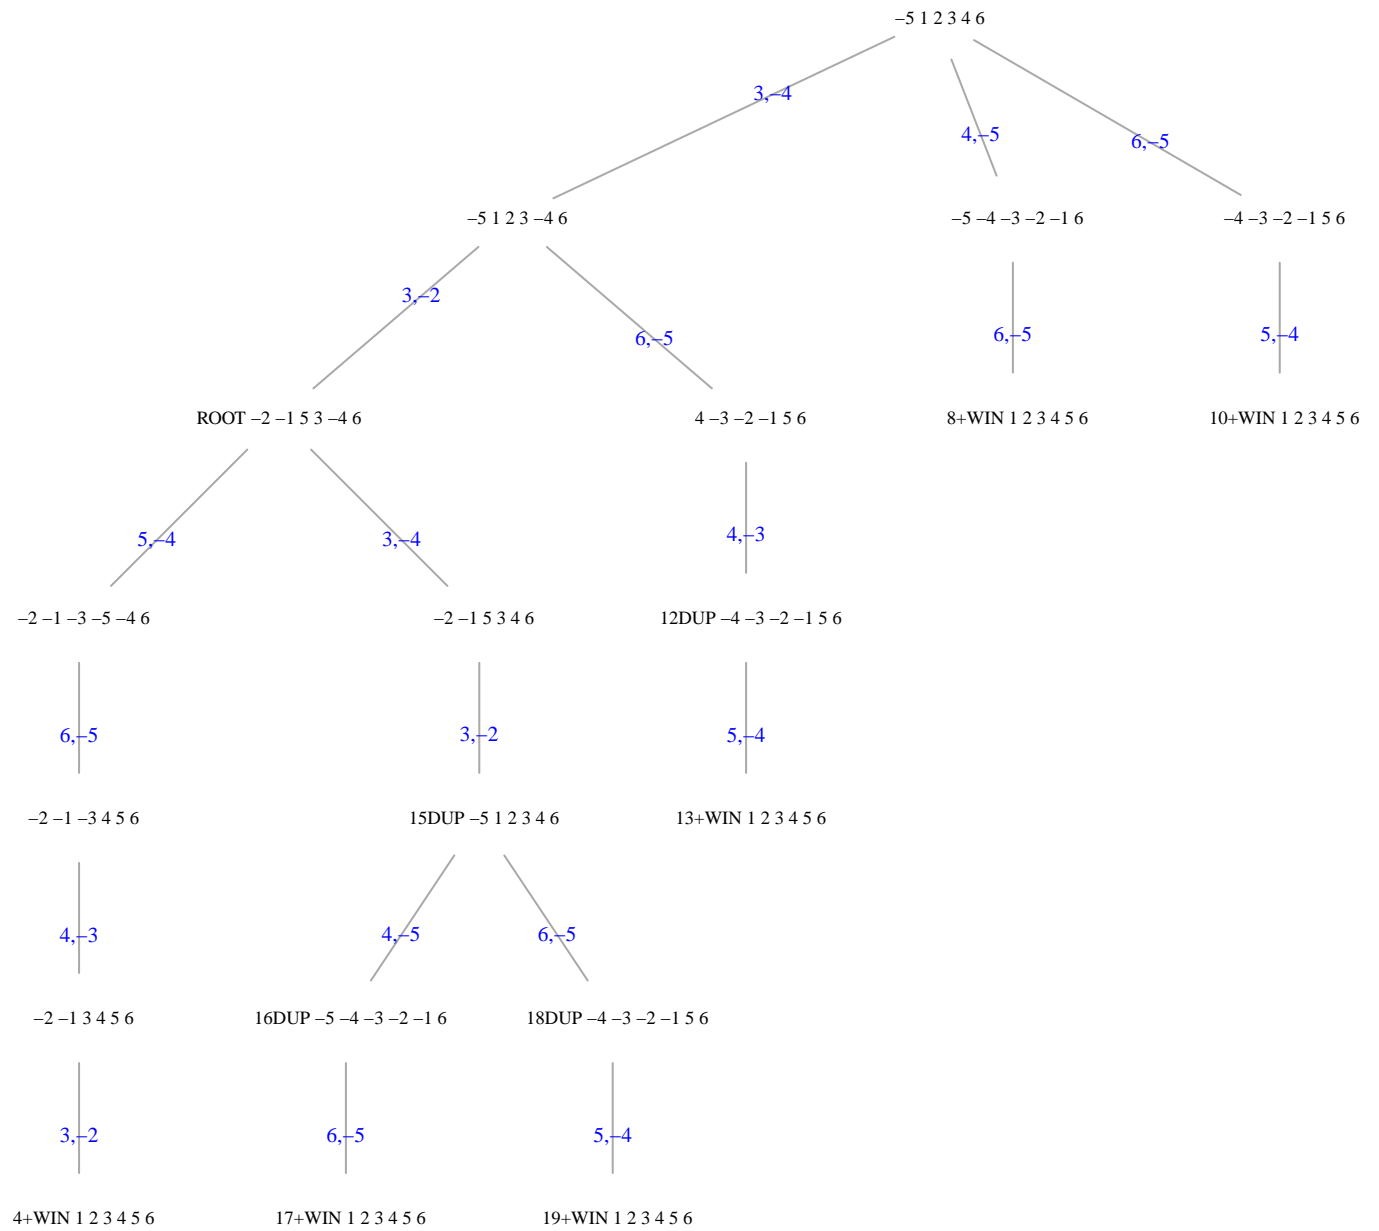 –5 1 2 3 4 6
3,–4
4,–5
6,–5
–5 1 2 3 –4 6
–5 –4 –3 –2 –1 6
–4 –3 –2 –1 5 6
3,–2
6,–5
6,–5
5,–4
ROOT –2 –1 5 3 –4 6
4 –3 –2 –1 5 6
8+WIN 1 2 3 4 5 6
10+WIN 1 2 3 4 5 6
5,–4
3,–4
4,–3
–2 –1 –3 –5 –4 6
–2 –1 5 3 4 6
12DUP –4 –3 –2 –1 5 6
6,–5
3,–2
5,–4
–2 –1 –3 4 5 6
15DUP –5 1 2 3 4 6
13+WIN 1 2 3 4 5 6
4,–3
4,–5
6,–5
–2 –1 3 4 5 6
16DUP –5 –4 –3 –2 –1 6
18DUP –4 –3 –2 –1 5 6
3,–2
6,–5
5,–4
4+WIN 1 2 3 4 5 6
17+WIN 1 2 3 4 5 6
19+WIN 1 2 3 4 5 6